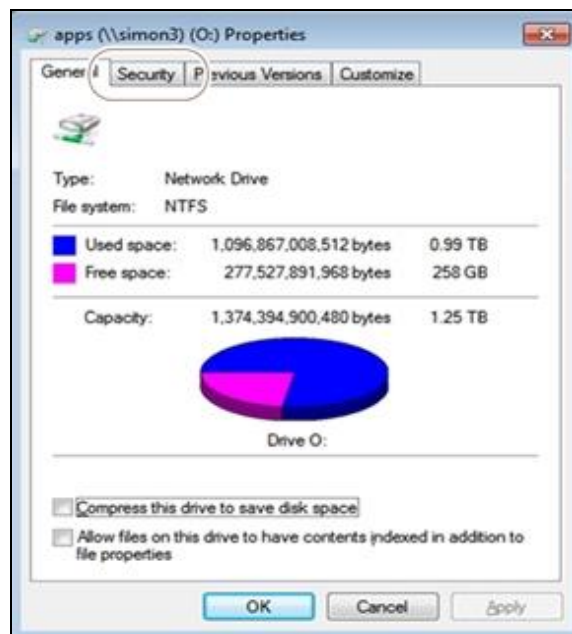 apps (\\simon3) (O:) Properties
General Security Previous Versions Customize
Type: Network Drive
File system: NTFS
Used space: 1,096,867,008,512 bytes 0.99 TB
Free space: 277,527,891,968 bytes 258 GB
Capacity: 1,374,394,900,480 bytes 1.25 TB
Drive O:
Compress this drive to save disk space
Allow files on this drive to have contents indexed in addition to
file properties
OK Cancel Apply